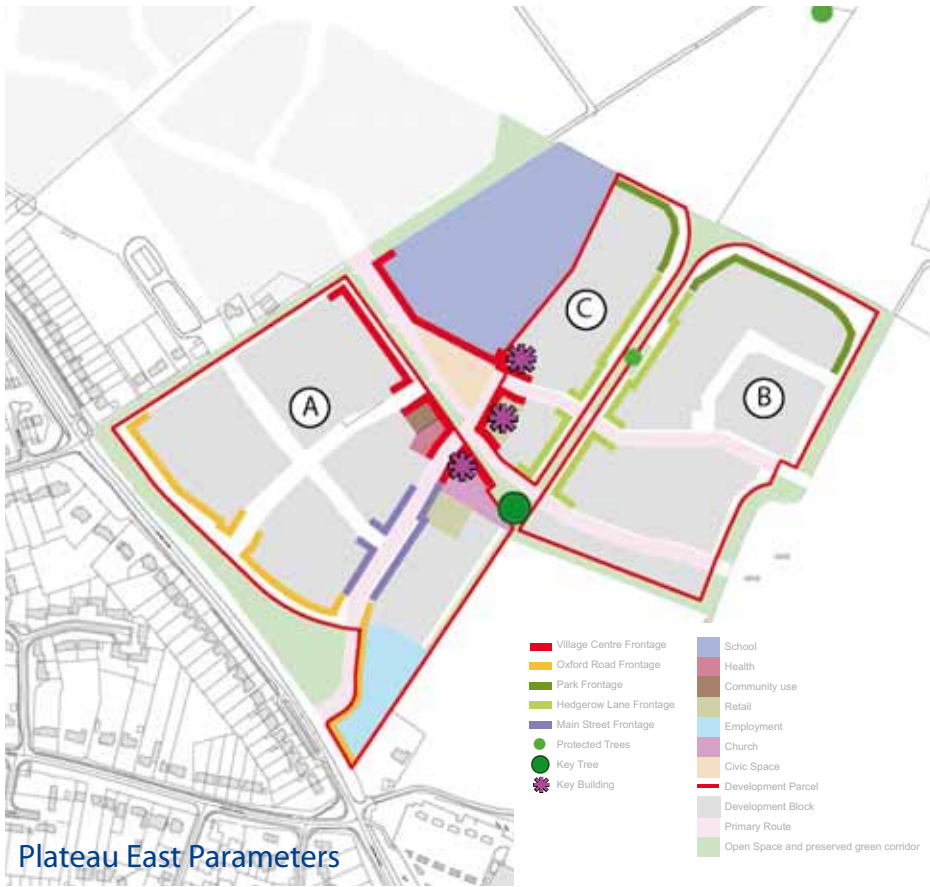 C
A
B
Village Centre Frontage
Oxford Road Frontage
Park Frontage
Hedgerow Lane Frontage
Main Street Frontage
Protected Trees
Key Tree
Key Building
School
Health
Community use
Retail
Employment
Church
Civic Space
Development Parcel
Development Block
Primary Route
Open Space and preserved green corridor
Plateau East Parameters